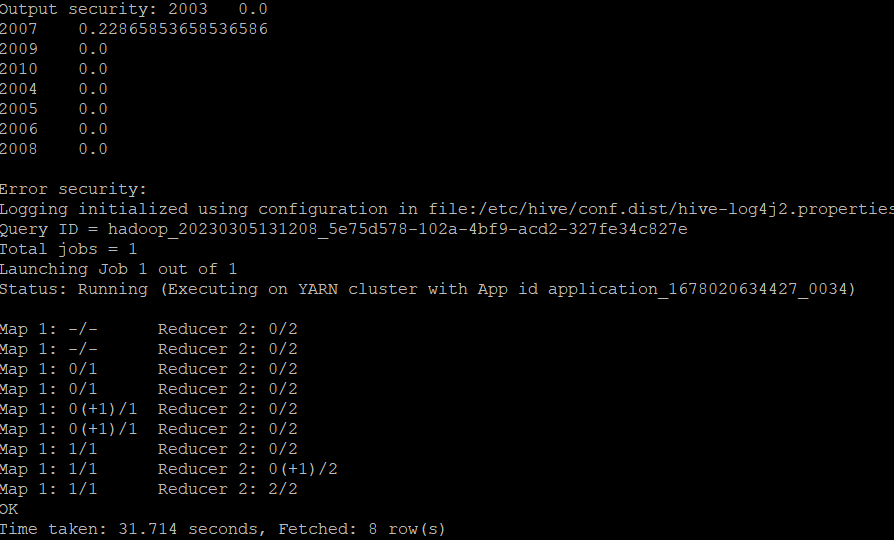 Output security: 2003   0.0
2007    0.22865853658536586
2009    0.0
2010    0.0
2004    0.0
2005    0.0
2006    0.0
2008    0.0
Error security:
Logging initialized using configuration in file:/etc/hive/conf.dist/hive-log4j2.properties
Query ID = hadoop_20230305131208_5e75d578-102a-4bf9-acd2-327fe34c827e
Total jobs = 1
Launching Job 1 out of 1
Status: Running (Executing on YARN cluster with App id application_1678020634427_0034)
Map 1: -/-      Reducer 2: 0/2
Map 1: -/-      Reducer 2: 0/2
Map 1: 0/1      Reducer 2: 0/2
Map 1: 0/1      Reducer 2: 0/2
Map 1: 0(+1)/1  Reducer 2: 0/2
Map 1: 0(+1)/1  Reducer 2: 0/2
Map 1: 1/1      Reducer 2: 0/2
Map 1: 1/1      Reducer 2: 0(+1)/2
Map 1: 1/1      Reducer 2: 2/2
OK
Time taken: 31.714 seconds, Fetched: 8 row(s)